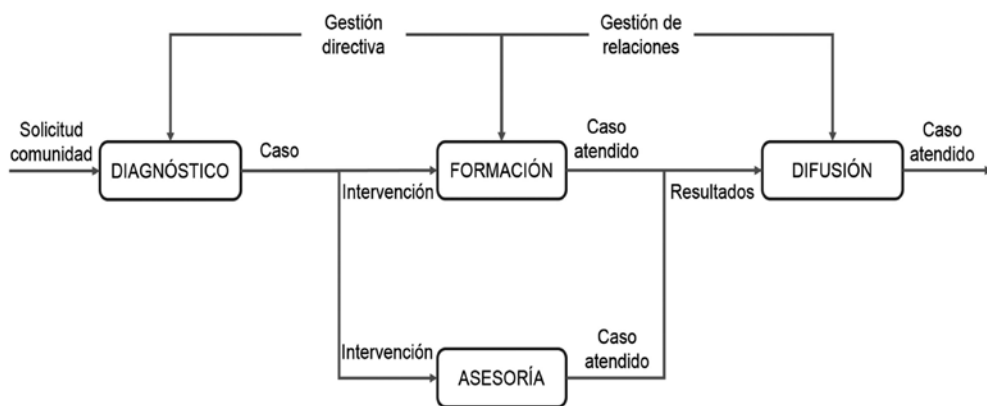 Gestión
directiva
Gestión de
relaciones
Solicitud
comunidad
DIAGNÓSTICO
Caso
Intervención
FORMACIÓN
Caso
atendido
Resultados
DIFUSIÓN
Caso
atendido
Intervención
ASESORÍA
Caso
atendido